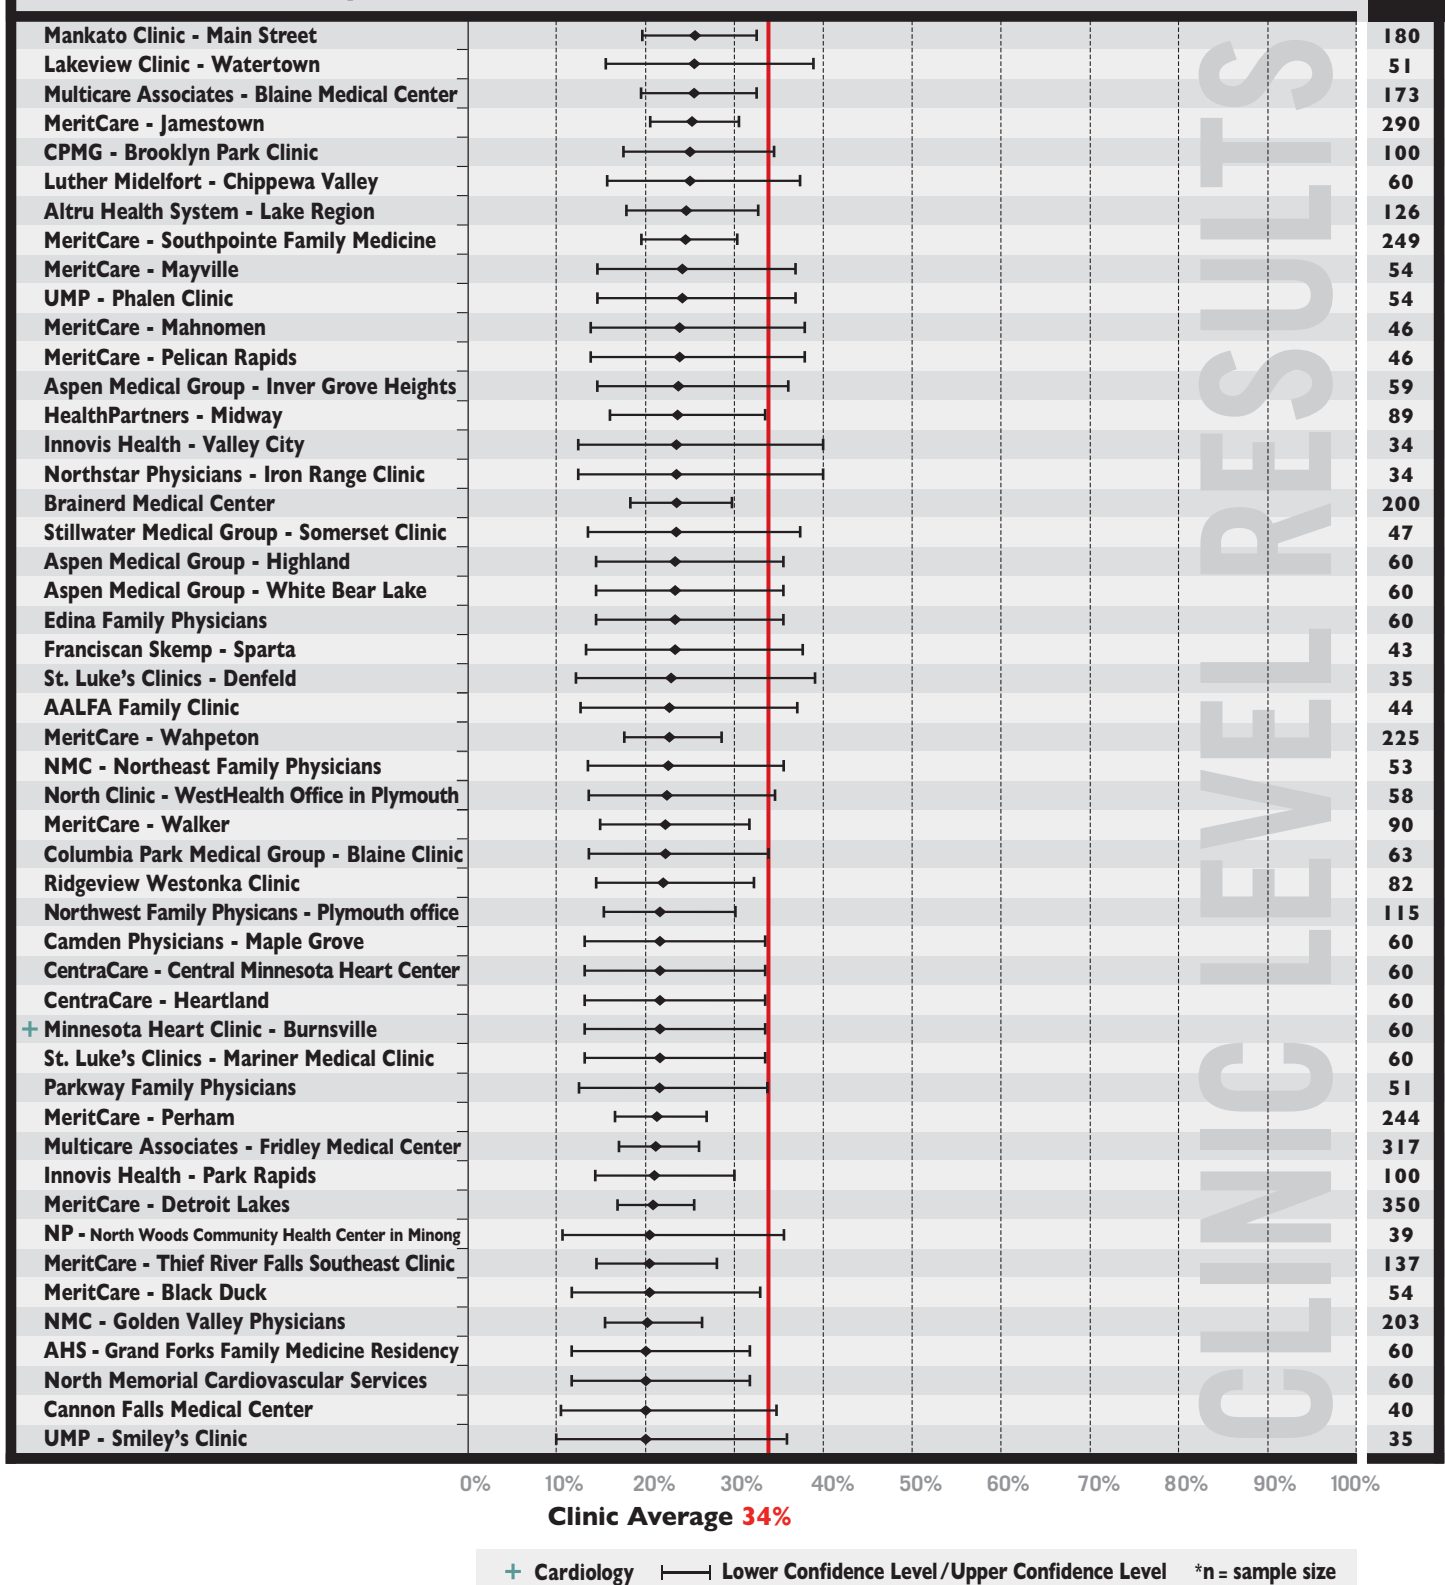 Mankato Clinic - Main Street 180
Lakeview Clinic - Watertown 51
Multicare Associates - Blaine Medical Center 173
MeritCare - Jamestown 290
CPMG - Brooklyn Park Clinic 100
Luther Midelfort - Chippewa Valley 60
Altru Health System - Lake Region 126
MeritCare - Southpointe Family Medicine 249
MeritCare - Mayville 54
UMP - Phalen Clinic 54
MeritCare - Mahnomen 46
MeritCare - Pelican Rapids 46
Aspen Medical Group - Inver Grove Heights 59
HealthPartners - Midway 89
Innovis Health - Valley City 34
Northstar Physicians - Iron Range Clinic 34
Brainerd Medical Center 200
Stillwater Medical Group - Somerset Clinic 47
Aspen Medical Group - Highland 60
Aspen Medical Group - White Bear Lake 60
Edina Family Physicians 60
Franciscan Skemp - Sparta 43
St. Luke's Clinics - Denfeld 35
AALFA Family Clinic 44
MeritCare - Wahpeton 225
NMC - Northeast Family Physicians 53
North Clinic - WestHealth Office in Plymouth 58
MeritCare - Walker 90
Columbia Park Medical Group - Blaine Clinic 63
Ridgeview Westonka Clinic 82
Northwest Family Physicans - Plymouth office 115
Camden Physicians - Maple Grove 60
CentraCare - Central Minnesota Heart Center 60
CentraCare - Heartland 60
+ Minnesota Heart Clinic - Burnsville 60
St. Luke's Clinics - Mariner Medical Clinic 60
Parkway Family Physicians 51
MeritCare - Perham 244
Multicare Associates - Fridley Medical Center 317
Innovis Health - Park Rapids 100
MeritCare - Detroit Lakes 350
NP - North Woods Community Health Center in Minong 39
MeritCare - Thief River Falls Southeast Clinic 137
MeritCare - Black Duck 54
NMC - Golden Valley Physicians 203
AHS - Grand Forks Family Medicine Residency 60
North Memorial Cardiovascular Services 60
Cannon Falls Medical Center 40
UMP - Smiley's Clinic 35
CLINIC LEVEL RESULTS
0% 10% 20% 30% 40% 50% 60% 70% 80% 90% 100%
Clinic Average 34%
+ Cardiology Lower Confidence Level/Upper Confidence Level *n = sample size